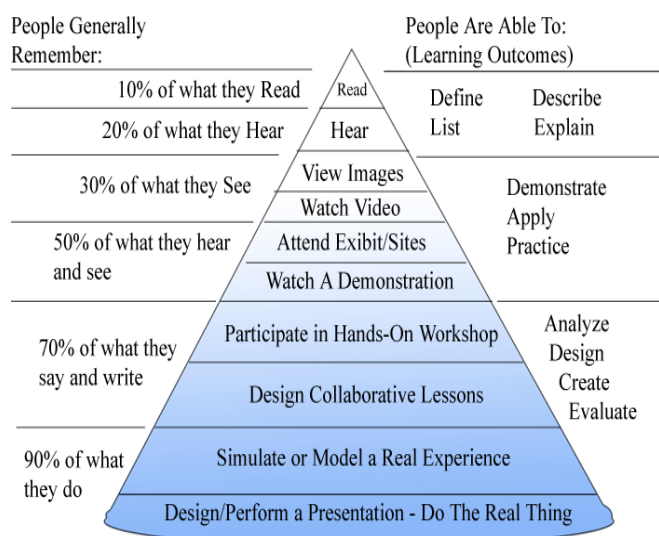 People Generally
Remember:
People Are Able To:
(Learning Outcomes)
10% of what they Read
Read
Define
Describe
List
Explain
20% of what they Hear
Hear
30% of what they See
View Images
Watch Video
Demonstrate
Apply
Practice
50% of what they hear
and see
Attend Exibit/Sites
Watch A Demonstration
70% of what they
say and write
Participate in Hands-On Workshop
Design Collaborative Lessons
Analyze
Design
Create
Evaluate
90% of what
they do
Simulate or Model a Real Experience
Design/Perform a Presentation - Do The Real Thing